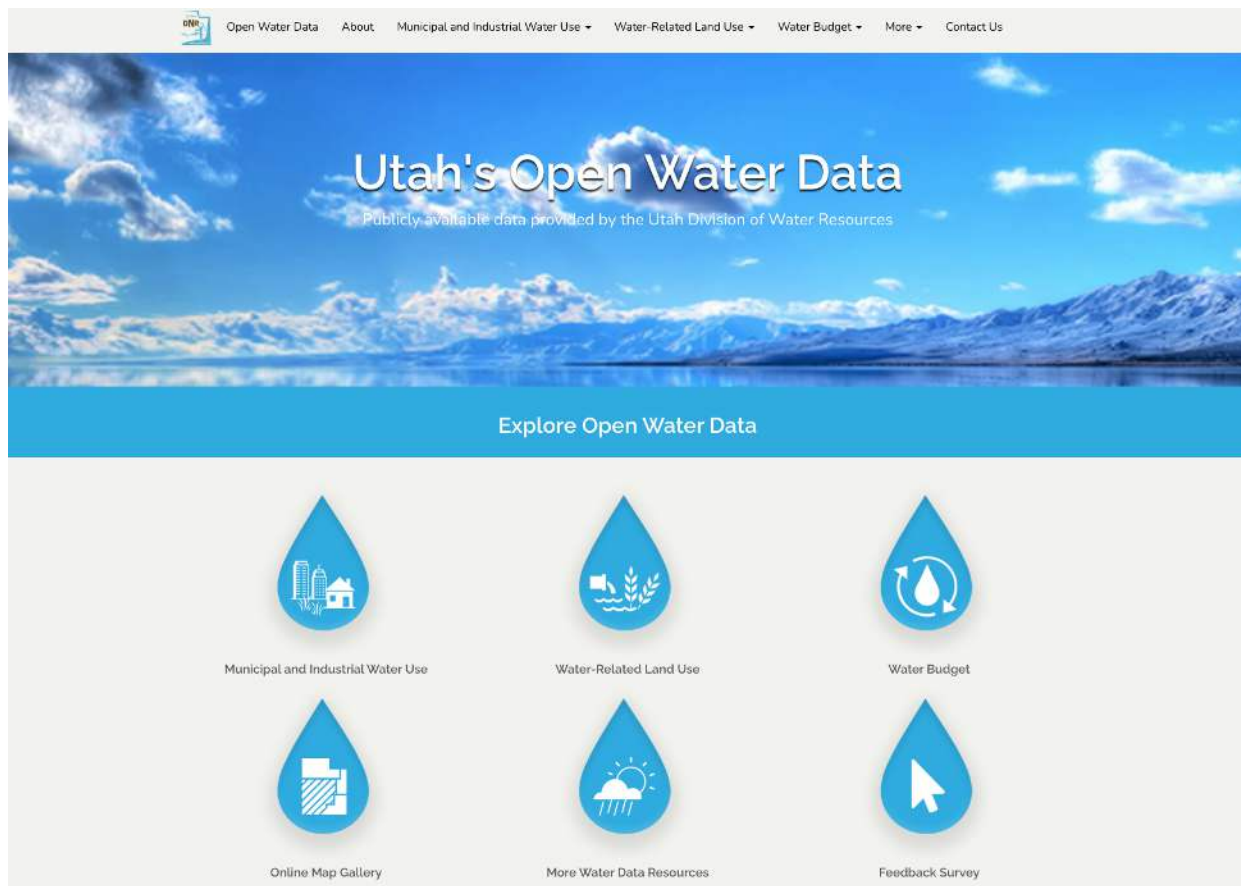 DNR
Open Water Data
About
Municipal and Industrial Water Use
Water-Related Land Use
Water Budget
More
Contact Us
Utah's Open Water Data
Publicly available data provided by the Utah Division of Water Resources
Explore Open Water Data
Municipal and Industrial Water Use
Water-Related Land Use
Water Budget
Online Map Gallery
More Water Data Resources
Feedback Survey